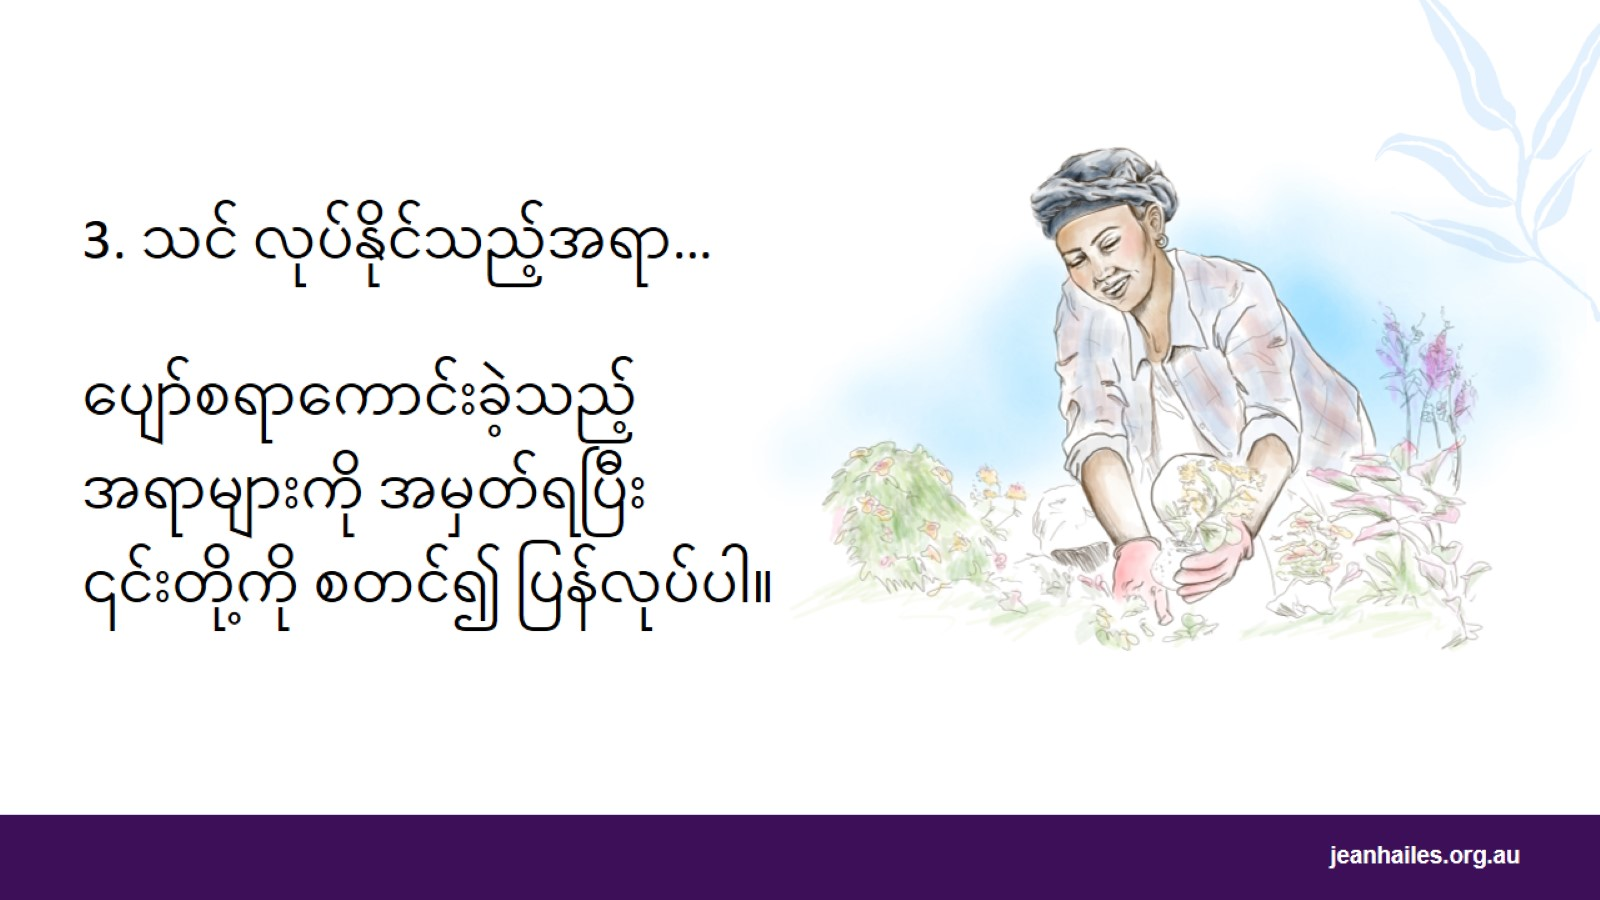 3. သင် လုပ်နိုင်သည့်အရာ...
ပျော်စရာကောင်းခဲ့သည့်
အရာများကို အမှတ်ရပြီး
၎င်းတို့ကို စတင်၍ ပြန်လုပ်ပါ။
jeanhailes.org.au